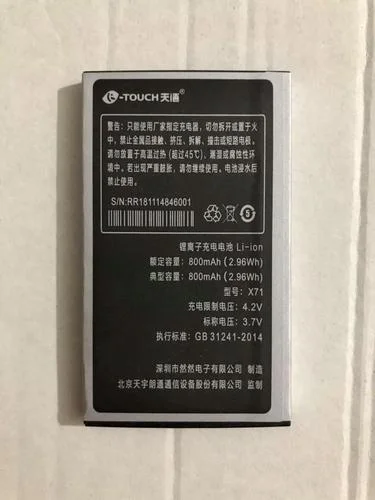 K-TOUCH天语
警告:只能使用厂家指定充电器,切勿拆开或置于火
中,禁止金属品接触、挤压、拆解、撞击或短路电极。
请勿放置于高温过热(超过45℃)、潮湿或腐蚀性环
境中。若出现严重鼓胀,请勿继续使用。电池浸水后
禁止使用!
S/N:RR181114846001
5
锂离子充电电池 Li-ion
额定容量:800mAh(2.96Wh)
典型容量:800mAh(2.96Wh)
型号:X71
充电限制电压:4.2V
标称电压:3.7V
执行标准:GB 31241-2014
深圳市然然电子有限公司 制造
北京天宇朗通通信设备股份有限公司 监制